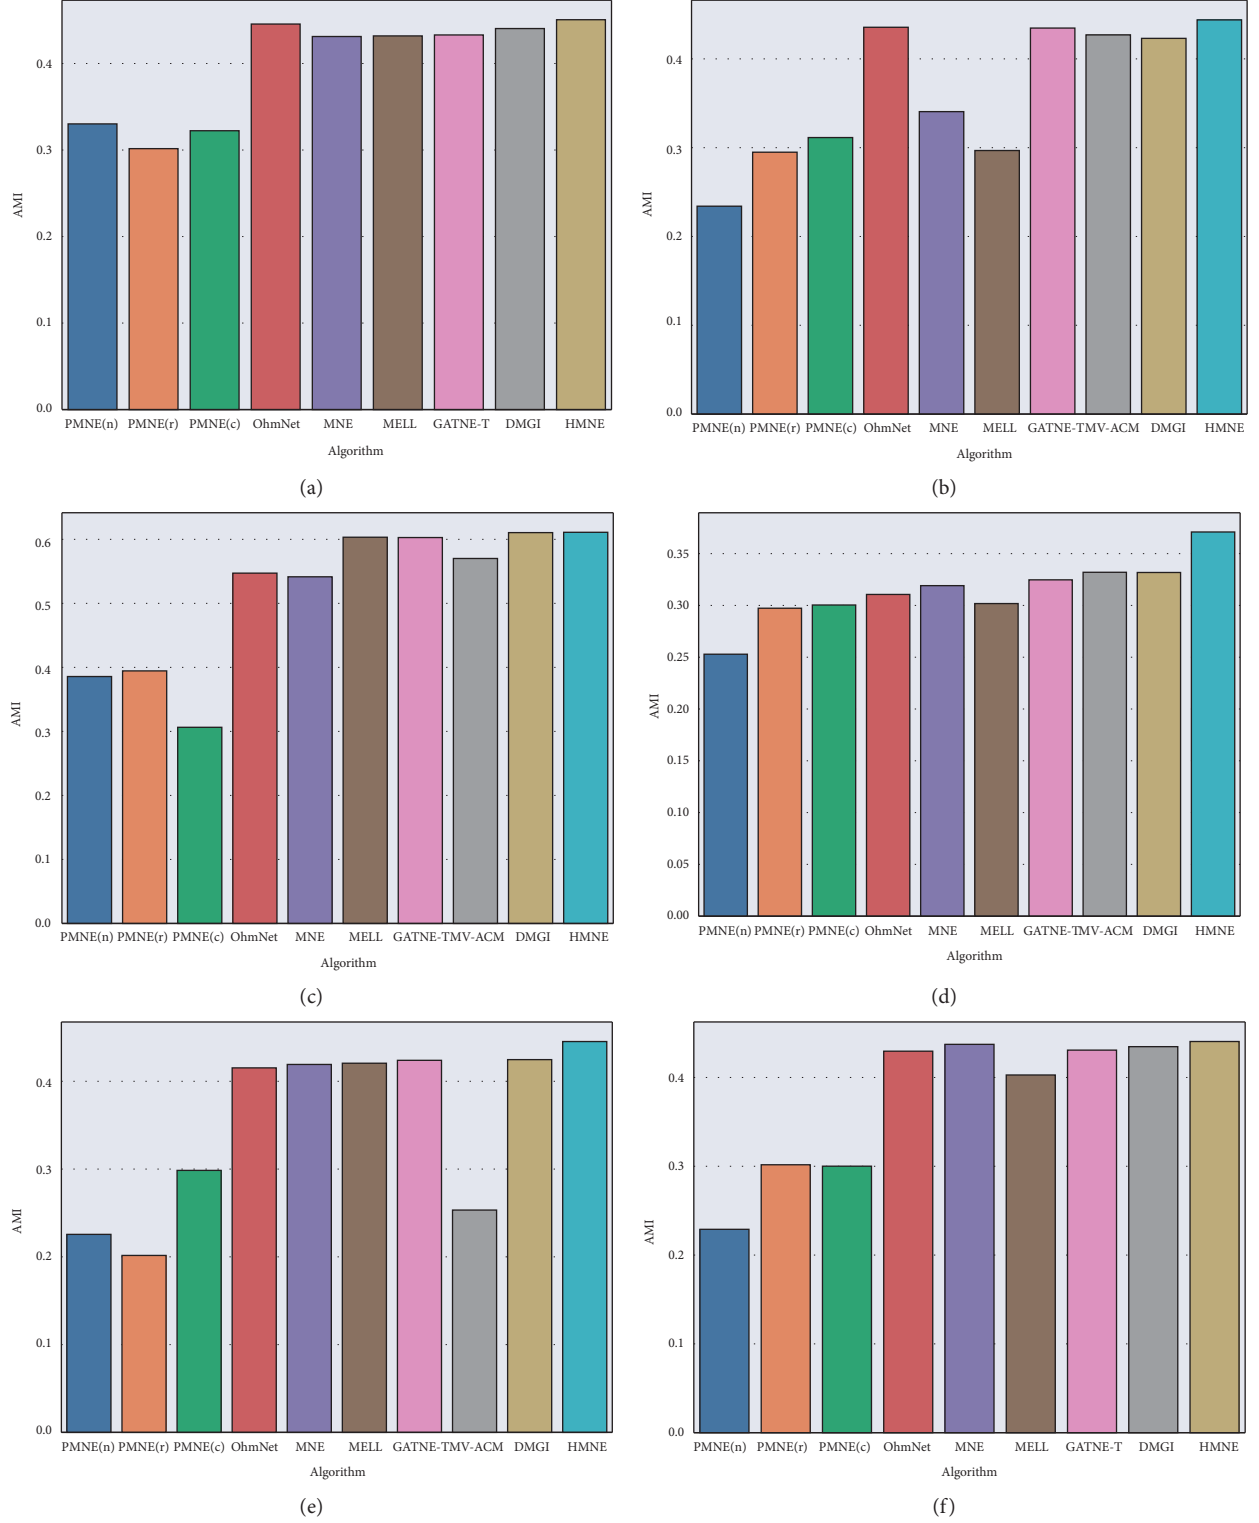 0.4
0.3
0.2
0.1
0.0
AMI
PMNE(n) PMNE(r) PMNE(c) OhmNet MNE MELL GATNE-T DMGI HMNE
Algorithm
(a)
0.4
0.3
0.2
0.1
0.0
AMI
PMNE(n) PMNE(r) PMNE(c) OhmNet MNE MELL GATNE-TMV-ACM DMGI HMNE
Algorithm
(b)
0.6
0.5
0.4
0.3
0.2
0.1
0.0
AMI
PMNE(n) PMNE(r) PMNE(c) OhmNet MNE MELL GATNE-TMV-ACM DMGI HMNE
Algorithm
(c)
0.35
0.30
0.25
0.20
0.15
0.10
0.05
0.00
AMI
PMNE(n) PMNE(r) PMNE(c) OhmNet MNE MELL GATNE-TMV-ACM DMGI HMNE
Algorithm
(d)
0.4
0.3
0.2
0.1
0.0
AMI
PMNE(n) PMNE(r) PMNE(c) OhmNet MNE MELL GATNE-TMV-ACM DMGI HMNE
Algorithm
(e)
0.4
0.3
0.2
0.1
0.0
AMI
PMNE(n) PMNE(r) PMNE(c) OhmNet MNE MELL GATNE-T DMGI HMNE
Algorithm
(f)